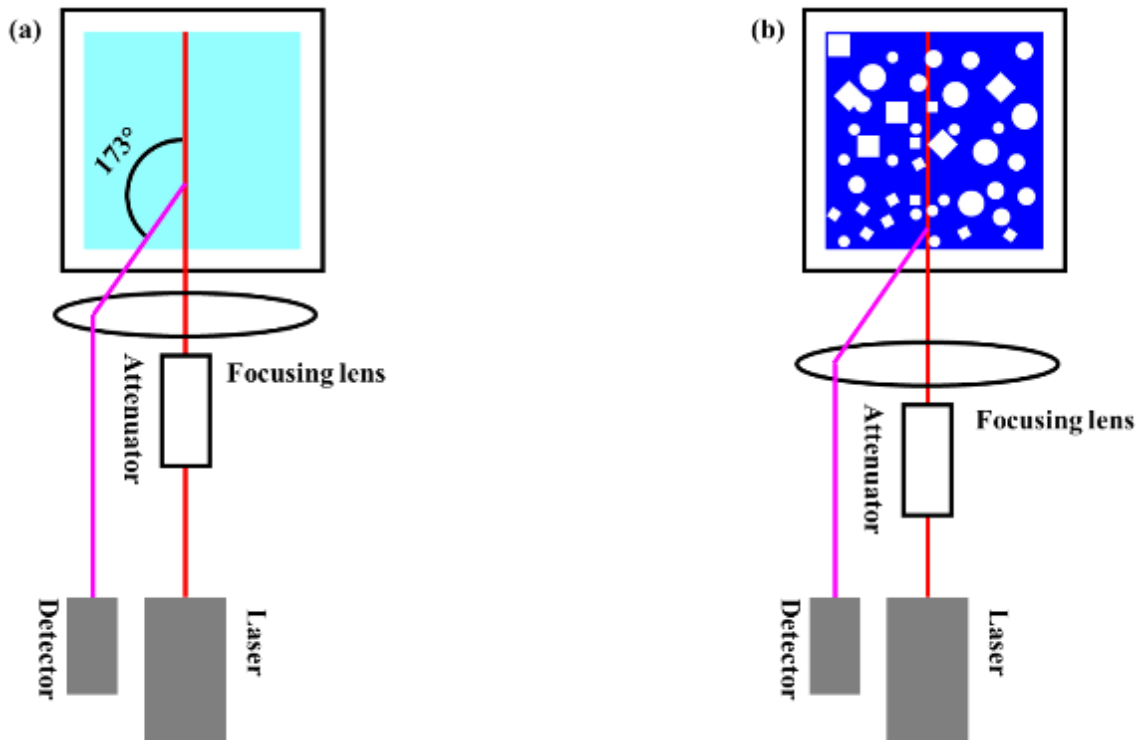 (a)
173°
Attenuator
Focusing lens
Detector
Laser
(b)
Attenuator
Focusing lens
Detector
Laser